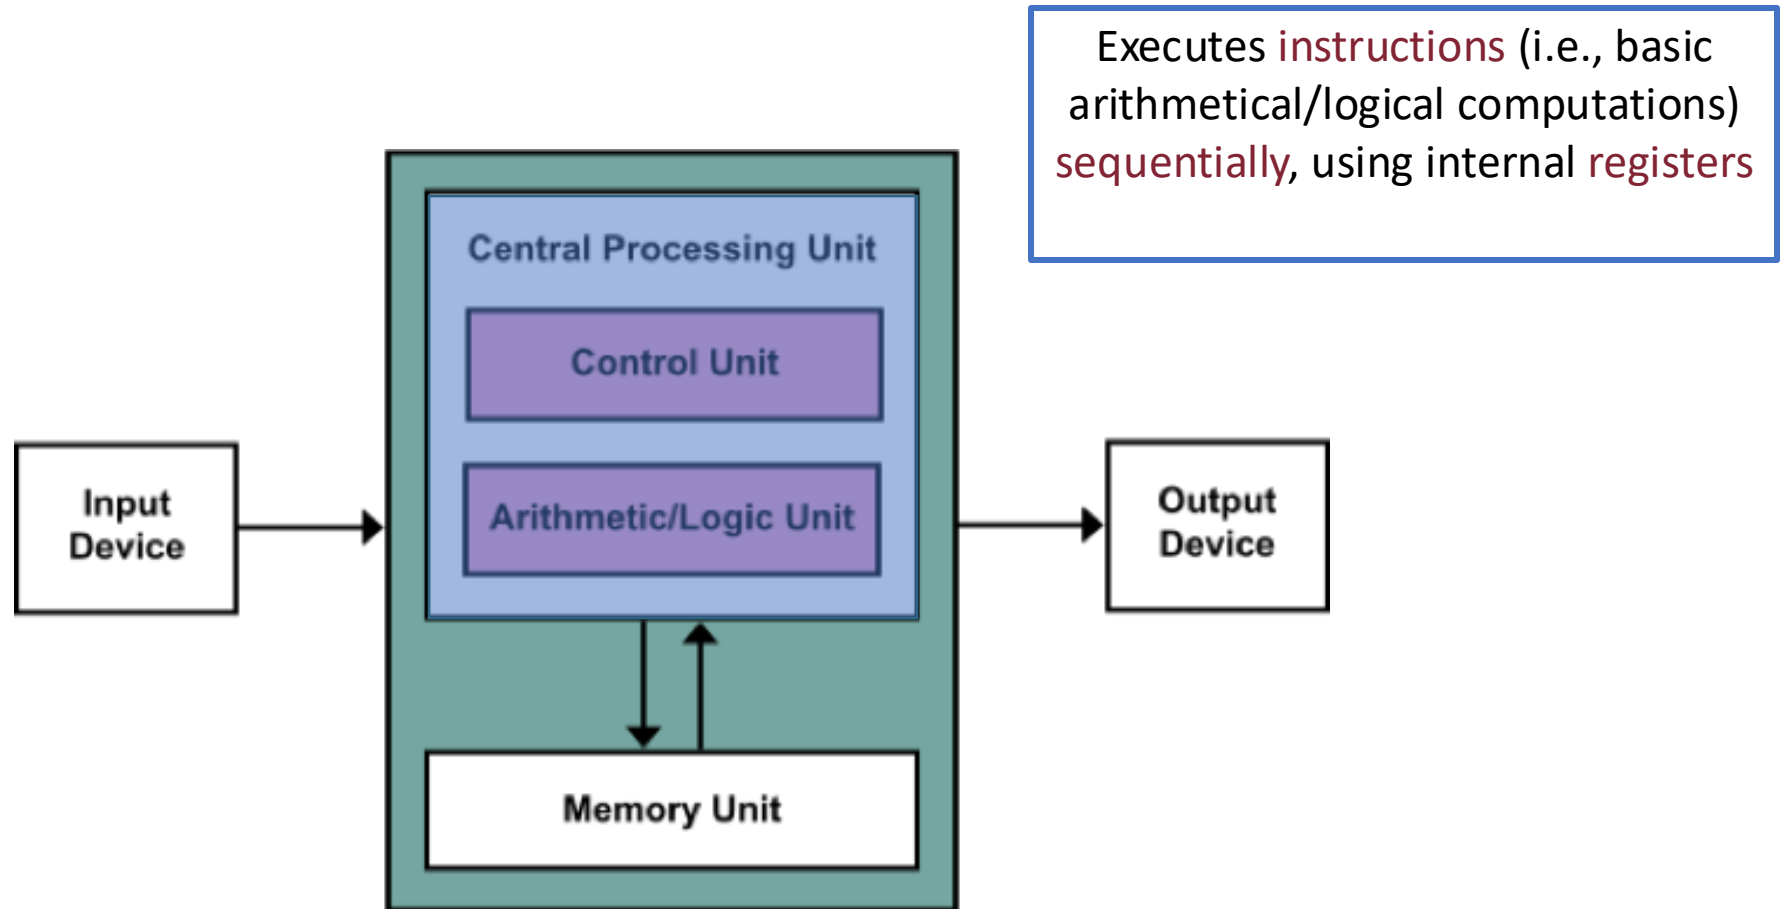 Executes instructions (i.e., basic
arithmetical/logical computations)
sequentially, using internal registers
Central Processing Unit
Control Unit
Arithmetic/Logic Unit
Input
Device
Output
Device
Memory Unit